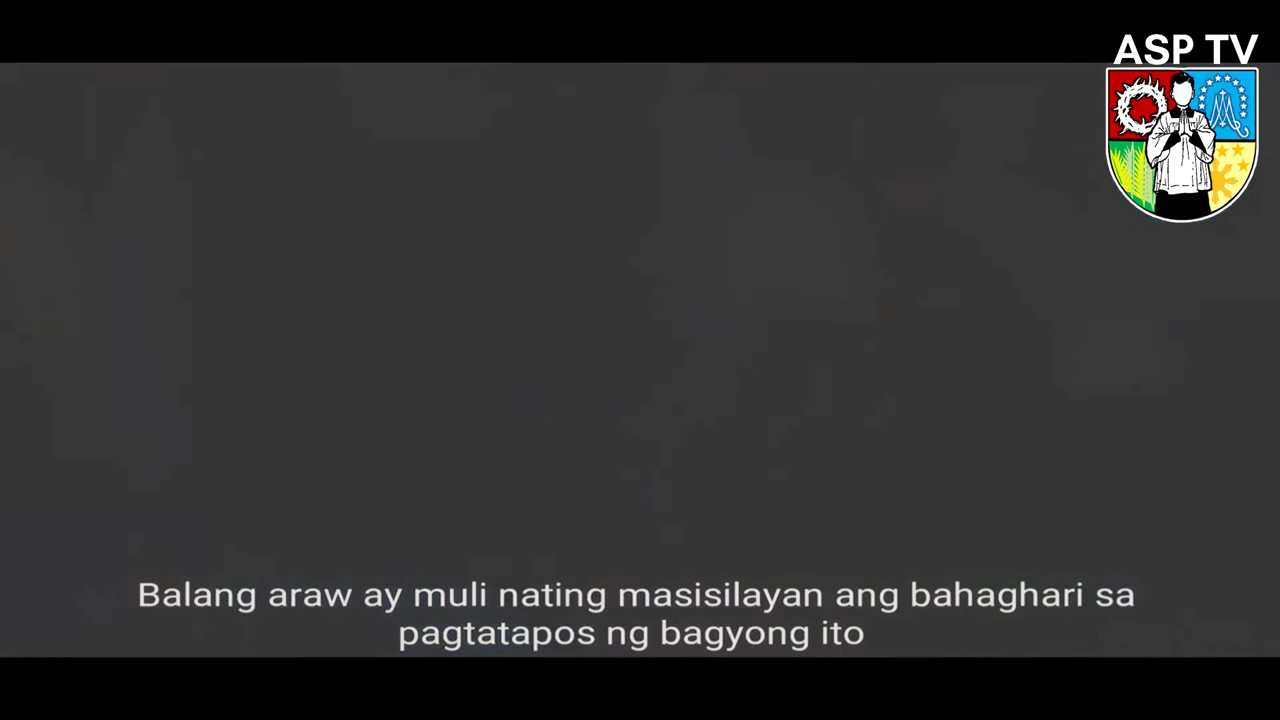 ASP TV
Balang araw ay muli nating masisilayan ang bahaghari sa
pagtatapos ng bagyong ito